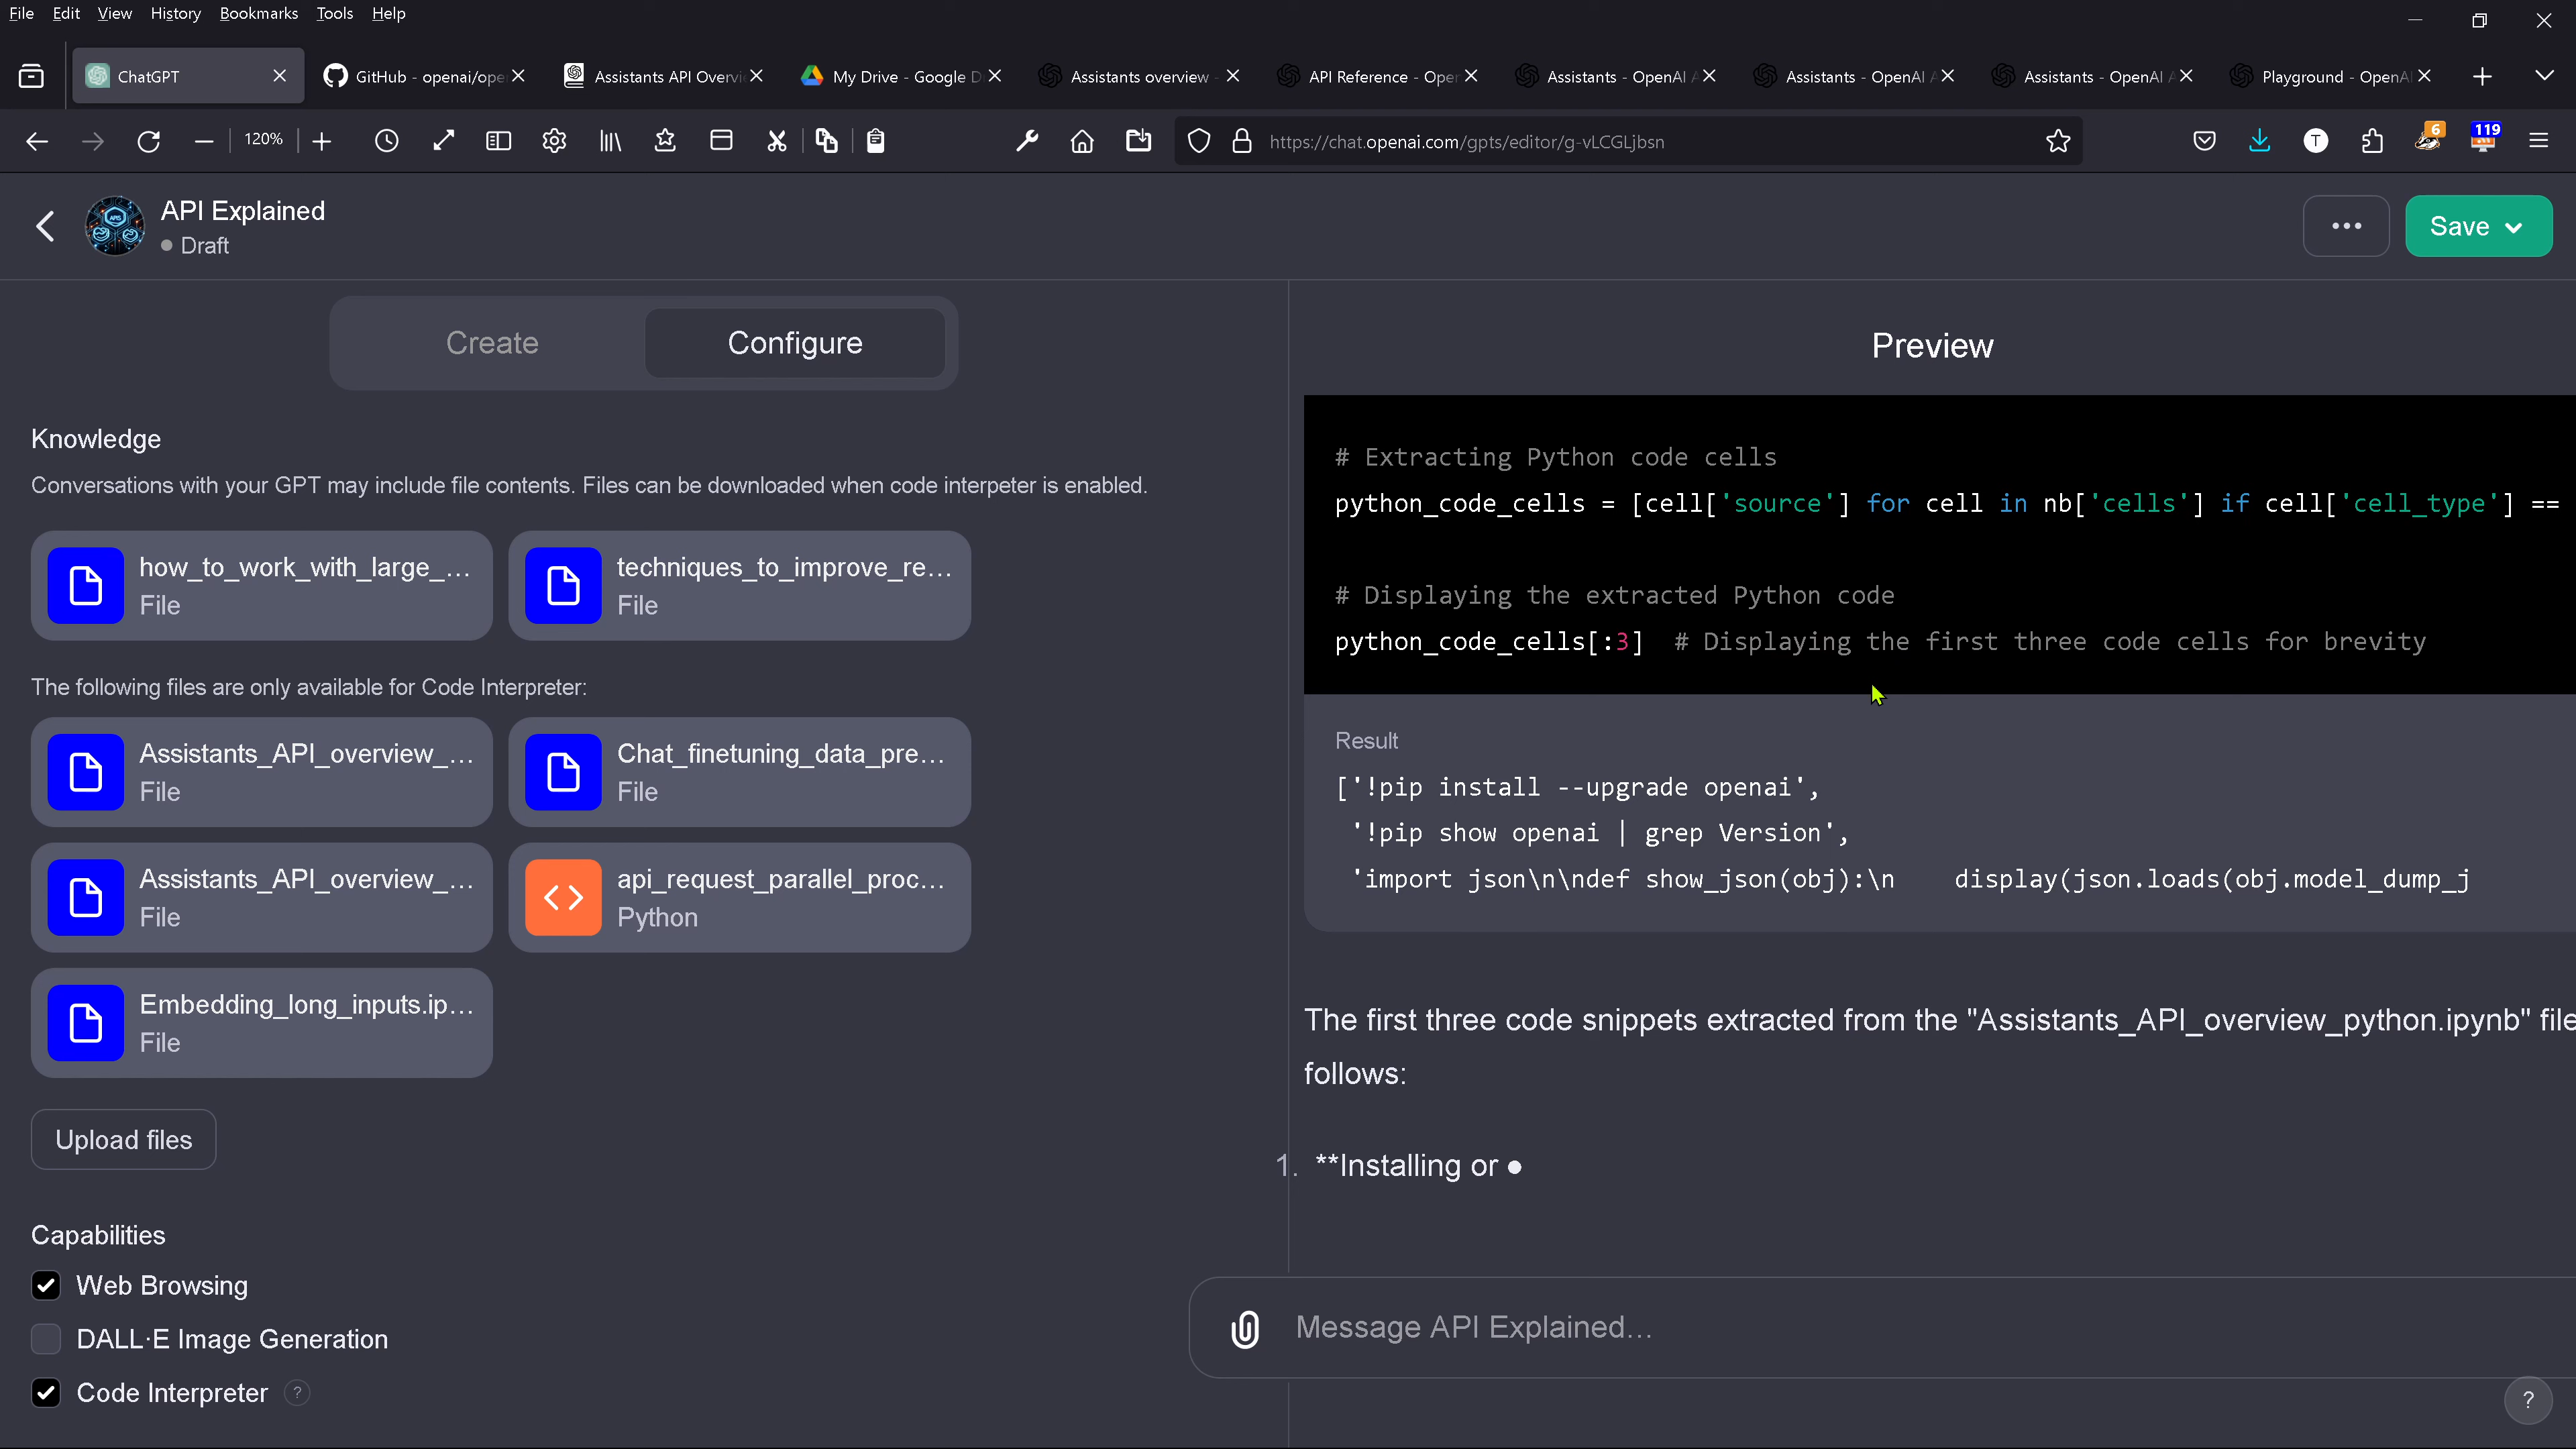 File Edit View History Bookmarks Tools Help
ChatGPT
GitHub - openai/ope
Assistants API Overvi
My Drive - Google D
Assistants overview -
API Reference - Ope
Assistants - OpenAI A
Assistants - OpenAI A
Assistants - OpenAI A
Playground - OpenAI
120%
https://chat.openai.com/gpts/editor/g-vLCGLjbsn
T
6
119
API Explained
Draft
Save
Create
Configure
Knowledge
Conversations with your GPT may include file contents. Files can be downloaded when code interpeter is enabled.
how_to_work_with_large_...
File
techniques_to_improve_re...
File
The following files are only available for Code Interpreter:
Assistants_API_overview_...
File
Chat_finetuning_data_pre...
File
Assistants_API_overview_...
File
api_request_parallel_proc...
Python
Embedding_long_inputs.ip...
File
Upload files
Capabilities
Web Browsing
DALL·E Image Generation
Code Interpreter ?
Preview
# Extracting Python code cells
python_code_cells = [cell['source'] for cell in nb['cells'] if cell['cell_type'] ==
# Displaying the extracted Python code
python_code_cells[:3]  # Displaying the first three code cells for brevity
Result
['!pip install --upgrade openai',
'!pip show openai | grep Version',
'import json\n\ndef show_json(obj):\n    display(json.loads(obj.model_dump_j
The first three code snippets extracted from the "Assistants_API_overview_python.ipynb" file
follows:
1. **Installing or
Message API Explained...
?